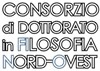 CONSORZIO
di DOTTORATO
in FILOSOFIA
NORD-OVEST